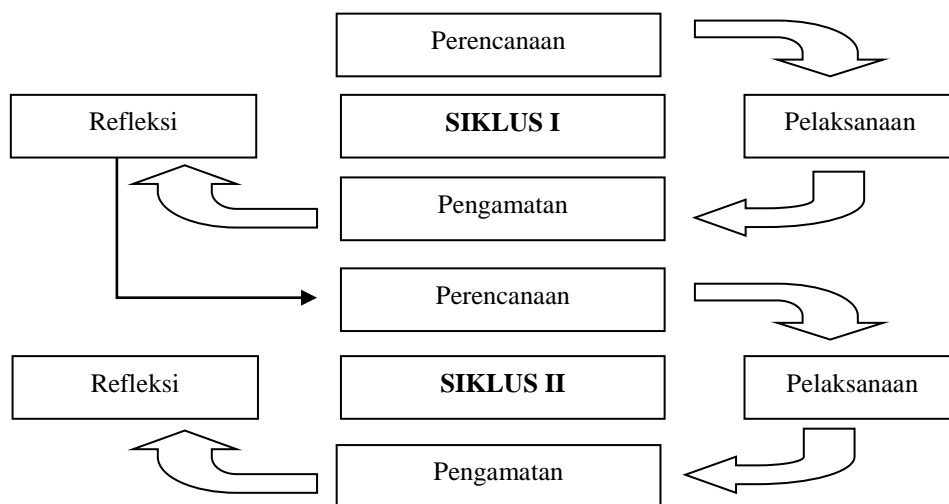 Perencanaan
Refleksi
SIKLUS I
Pelaksanaan
Pengamatan
Perencanaan
Refleksi
SIKLUS II
Pelaksanaan
Pengamatan